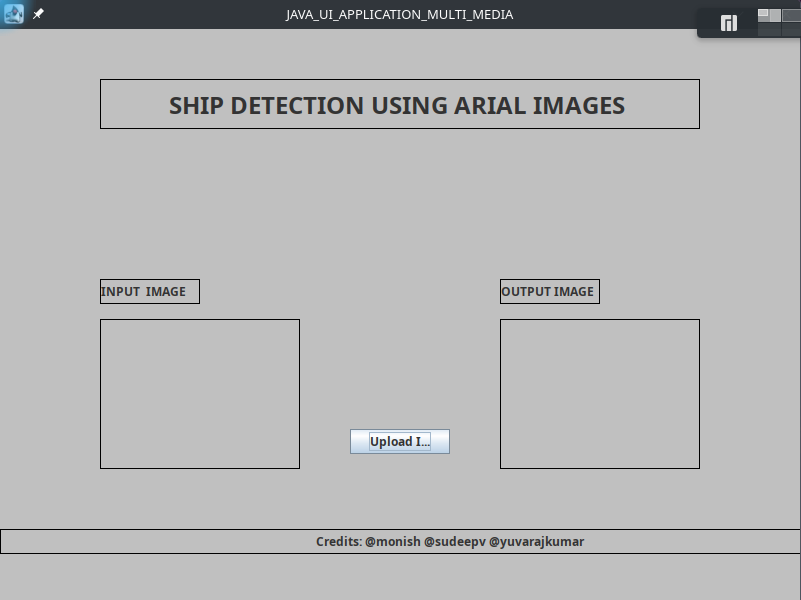 JAVA_UI_APPLICATION_MULTI_MEDIA
SHIP DETECTION USING ARIAL IMAGES
INPUT IMAGE
OUTPUT IMAGE
Upload I...
Credits: @monish @sudeepv @yuvarajkumar